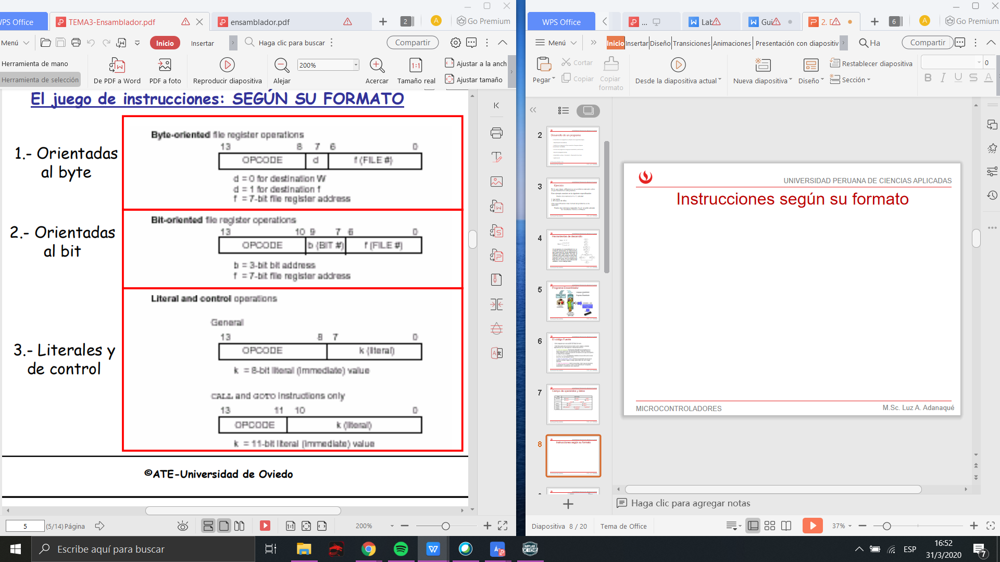 WPS Office
TEMA3-Ensamblador.pdf
ensamblador.pdf
2
A
Go Premium
Menú
Inicio
Insertar
Haga clic para buscar
Compartir
Herramienta de mano
Herramienta de selección
De PDF a Word
PDF a foto
Reproducir diapositiva
Alejar
200%
Acercar
1:1
Tamaño real
Ajustar a la anch
Ajustar tamaño
El juego de instrucciones: SEGÚN SU FORMATO
1.- Orientadas
al byte
Byte-oriented file register operations
13 8 7 6 0
OPCODE d f (FILE #)
d = 0 for destination W
d = 1 for destination f
f = 7-bit file register address
2.- Orientadas
al bit
Bit-oriented file register operations
13 10 9 7 6 0
OPCODE b (BIT #) f (FILE #)
b = 3-bit bit address
f = 7-bit file register address
3.- Literales y
de control
Literal and control operations
General
13 8 7 0
OPCODE k (literal)
k = 8-bit literal (immediate) value
CALL and GOTO instructions only
13 11 10 0
OPCODE k (literal)
k = 11-bit literal (immediate) value
©ATE-Universidad de Oviedo
5
(5/14)
Página
200%
WPS Office
...
Lab
Gui
2. [
6
A
Go Premium
Menú
Inicio
Insertar
Diseño
Transiciones
Animaciones
Presentación con diapositiv
Ha
Compartir
Pegar
Cortar
Copiar
Copiar
formato
Desde la diapositiva actual
Nueva diapositiva
Diseño
Restablecer diapositiva
Sección
0
B I U S A
2
Desarrollo de un programa
3
Ejercicio
4
Herramientas de desarrollo
5
Programa Ensamblador
6
El código Fuente
7
Campo de operandos y datos
8
Instrucciones según su formato
UNIVERSIDAD PERUANA DE CIENCIAS APLICADAS
Instrucciones según su formato
MICROCONTROLADORES
M.Sc. Luz A. Adanaqué
Haga clic para agregar notas
Diapositiva 8 / 20
Tema de Office
37%
Escribe aquí para buscar
ESP
16:52
31/3/2020
7